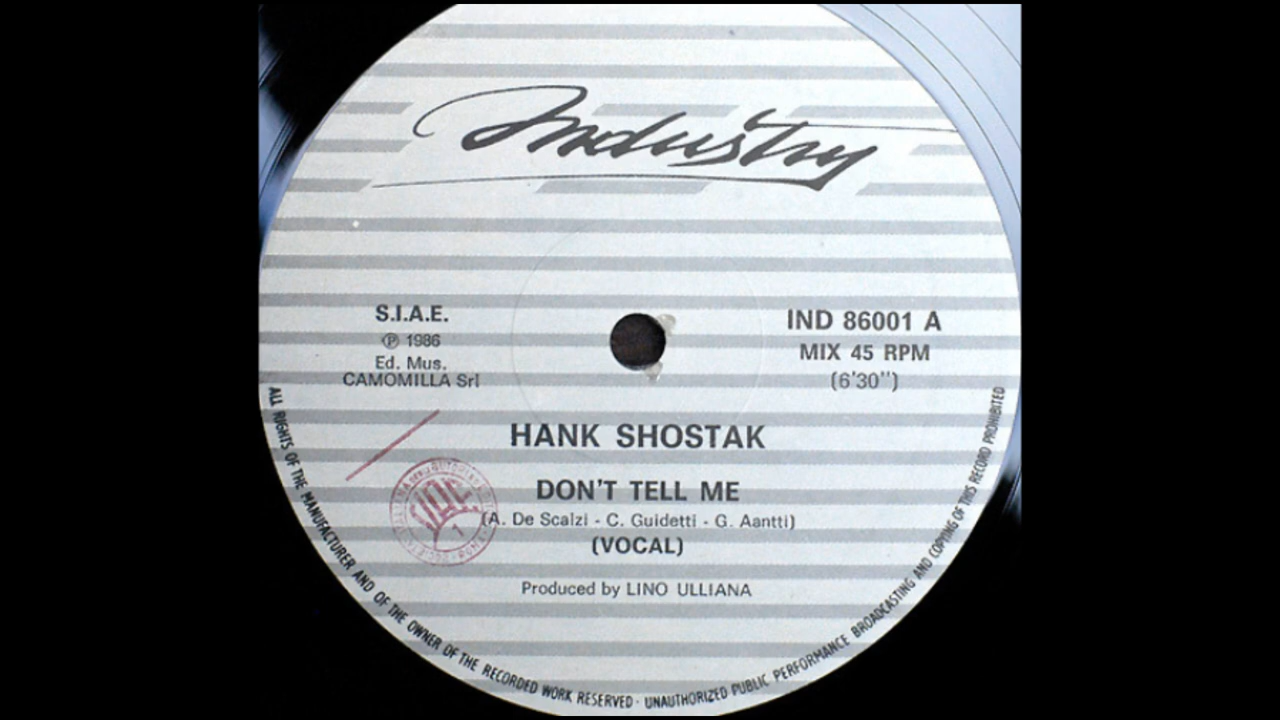 Industry
S.I.A.E.
℗ 1986
Ed. Mus.
CAMOMILLA Srl
IND 86001 A
MIX 45 RPM
(6'30")
HANK SHOSTAK
DON'T TELL ME
(A. De Scalzi - C. Guidetti - G. Aantti)
(VOCAL)
Produced by LINO ULLIANA
ALL RIGHTS OF THE MANUFACTURER AND OF THE OWNER OF THE RECORDED WORK RESERVED · UNAUTHORIZED PUBLIC PERFORMANCE BROADCASTING AND COPYING OF THIS RECORD PROHIBITED